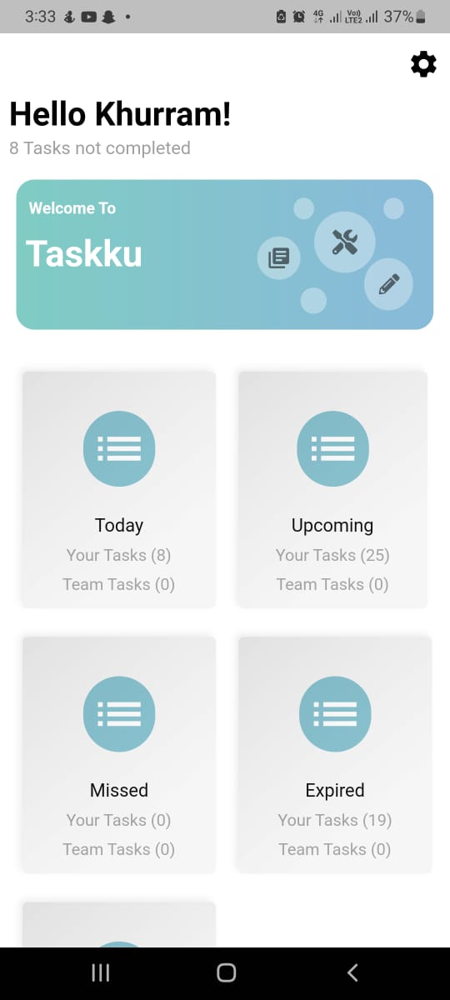 3:33
4G
Vo))
LTE2
37%
Hello Khurram!
8 Tasks not completed
Welcome To
Taskku
Today
Your Tasks (8)
Team Tasks (0)
Upcoming
Your Tasks (25)
Team Tasks (0)
Missed
Your Tasks (0)
Team Tasks (0)
Expired
Your Tasks (19)
Team Tasks (0)